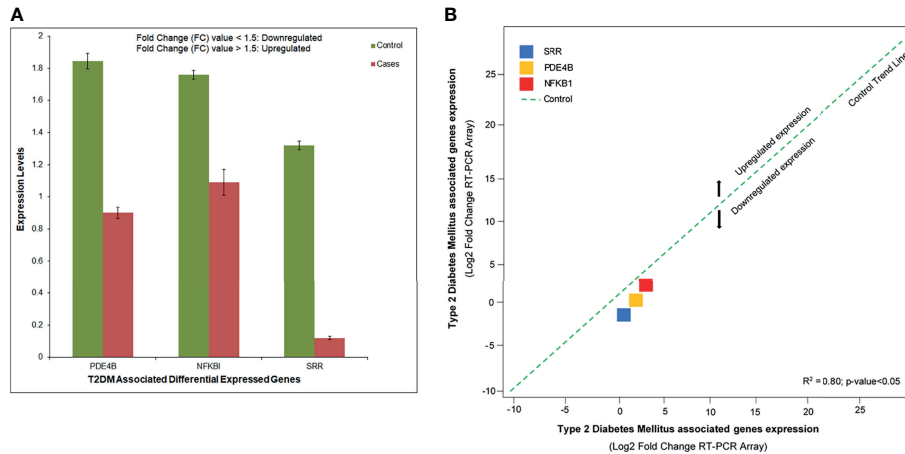 A
Fold Change (FC) value < 1.5: Downregulated
Fold Change (FC) value > 1.5: Upregulated
Control
Cases
Expression Levels
2
1.8
1.6
1.4
1.2
1
0.8
0.6
0.4
0.2
0
PDE4B
NFKBI
SRR
T2DM Associated Differential Expressed Genes
B
SRR
PDE4B
NFKB1
Control
Control Trend Line
Upregulated expression
Downregulated expression
Type 2 Diabetes Mellitus associated genes expression
(Log2 Fold Change RT-PCR Array)
25
20
15
10
5
0
-5
-10
R² = 0.80; p-value<0.05
-10
-5
0
5
10
15
20
25
Type 2 Diabetes Mellitus associated genes expression
(Log2 Fold Change RT-PCR Array)